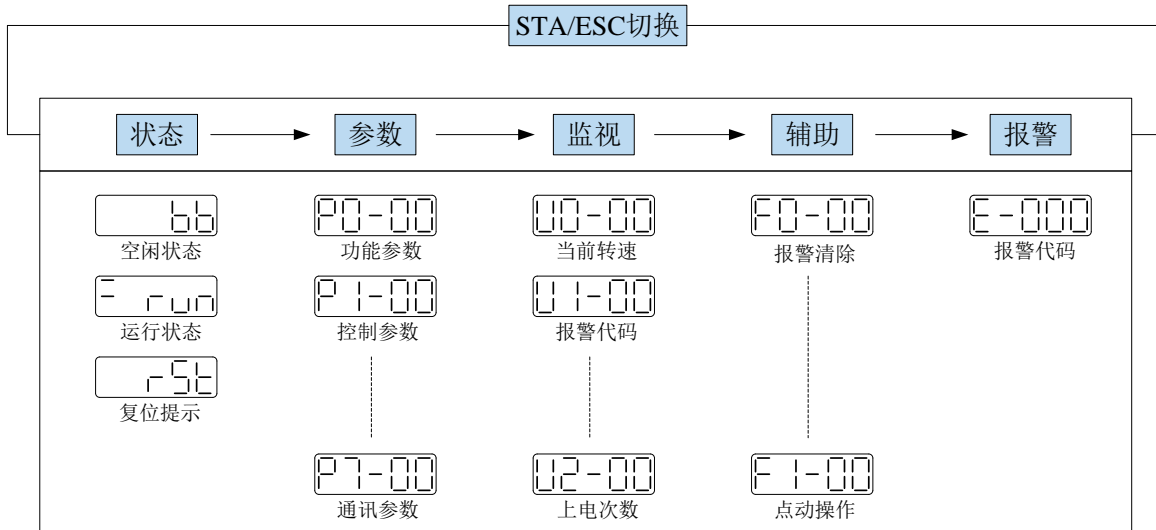 STA/ESC切换
状态 参数 监视 辅助 报警
bb P0-00 U0-00 F0-00 E-000
空闲状态 功能参数 当前转速 报警清除 报警代码
run P1-00 U1-00
运行状态 控制参数 报警代码
rSt
复位提示
P7-00 U2-00 F1-00
通讯参数 上电次数 点动操作